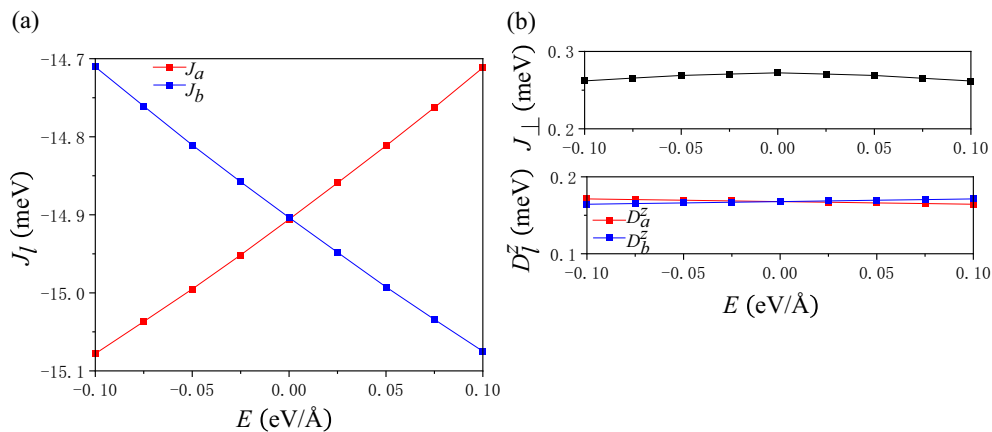 (a)
J_l (meV)
-14.7
-14.8
-14.9
-15.0
-15.1
J_a
J_b
-0.10 -0.05 0.00 0.05 0.10
E (eV/Å)
(b)
J_⊥ (meV)
0.3
0.2
-0.10 -0.05 0.00 0.05 0.10
D_l^z (meV)
0.2
0.1
D_a^z
D_b^z
-0.10 -0.05 0.00 0.05 0.10
E (eV/Å)